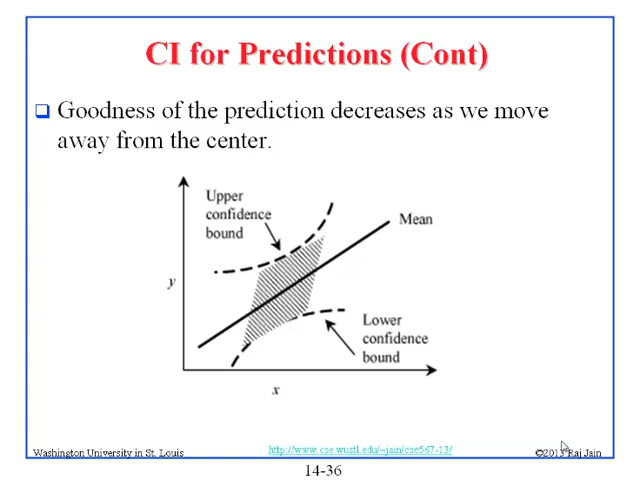 CI for Predictions (Cont)
Goodness of the prediction decreases as we move
away from the center.
Upper
confidence
bound
Mean
y
Lower
confidence
bound
x
Washington University in St. Louis
http://www.cse.wustl.edu/~jain/cse567-13/
©2013 Raj Jain
14-36